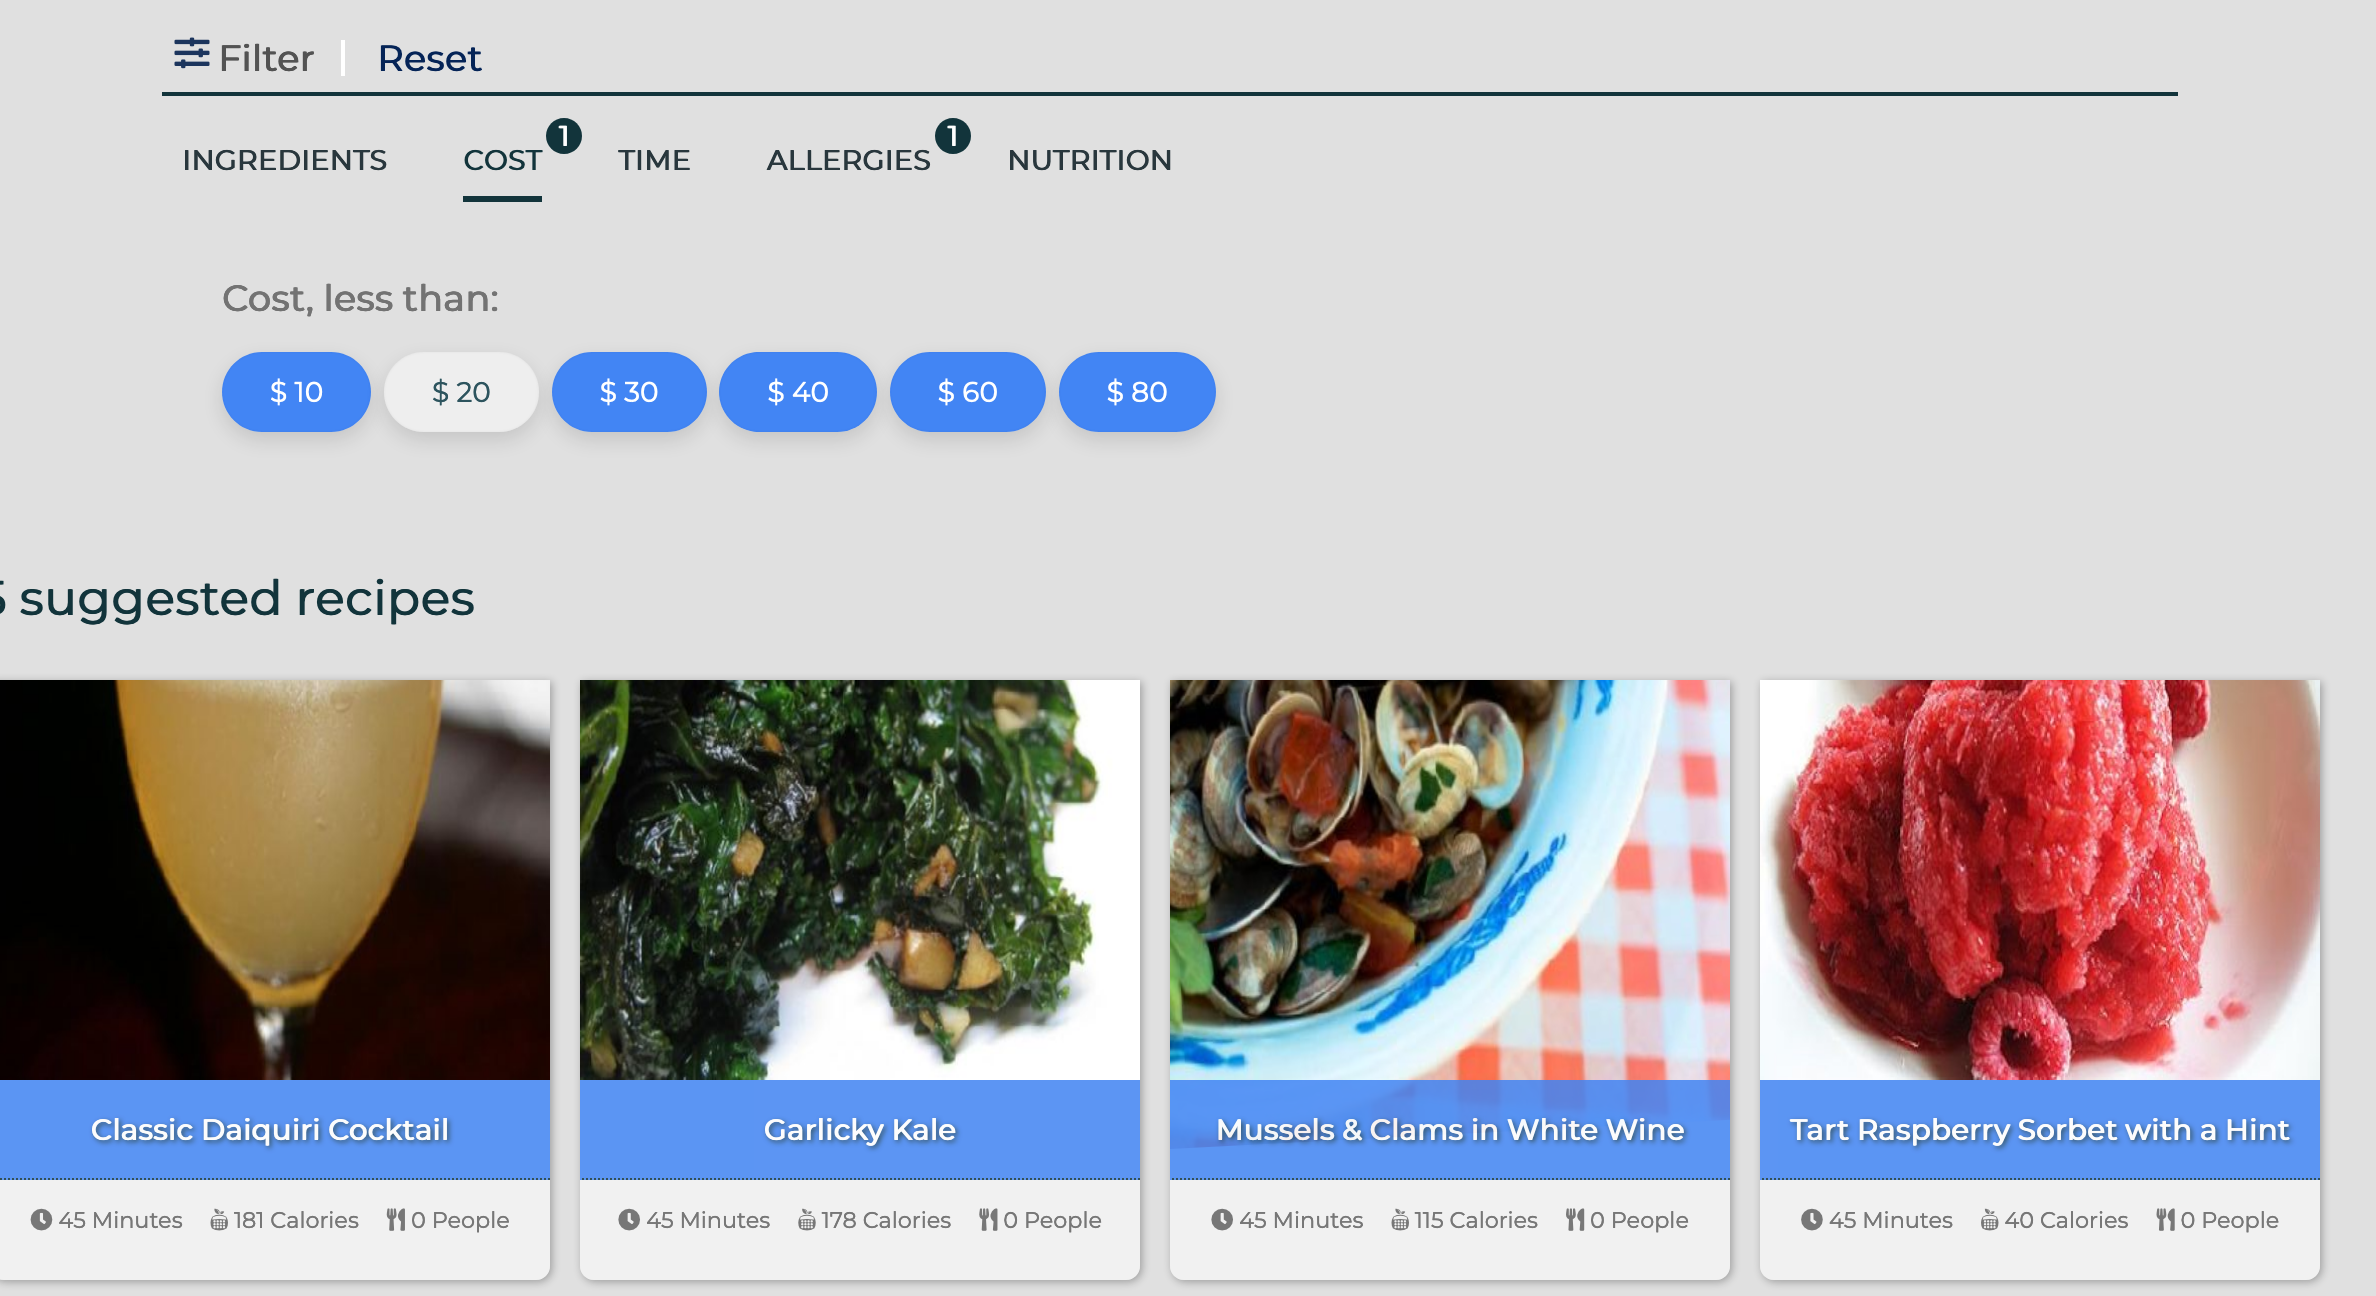 Filter Reset
INGREDIENTS COST 1 TIME ALLERGIES 1 NUTRITION
Cost, less than:
$ 10 $ 20 $ 30 $ 40 $ 60 $ 80
suggested recipes
Classic Daiquiri Cocktail
45 Minutes 181 Calories 0 People
Garlicky Kale
45 Minutes 178 Calories 0 People
Mussels & Clams in White Wine
45 Minutes 115 Calories 0 People
Tart Raspberry Sorbet with a Hint
45 Minutes 40 Calories 0 People